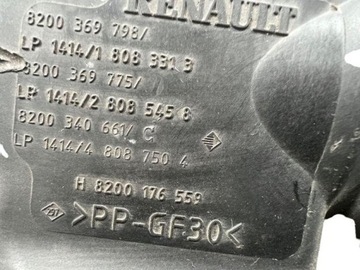 RENAULT
8200 369 798/
LP 1414/1 808 331 3
8200 369 775/
LP 1414/2 808 545 8
8200 340 661/ C
LP 1414/4 808 750 4
H 8200 176 559
>PP-GF30<